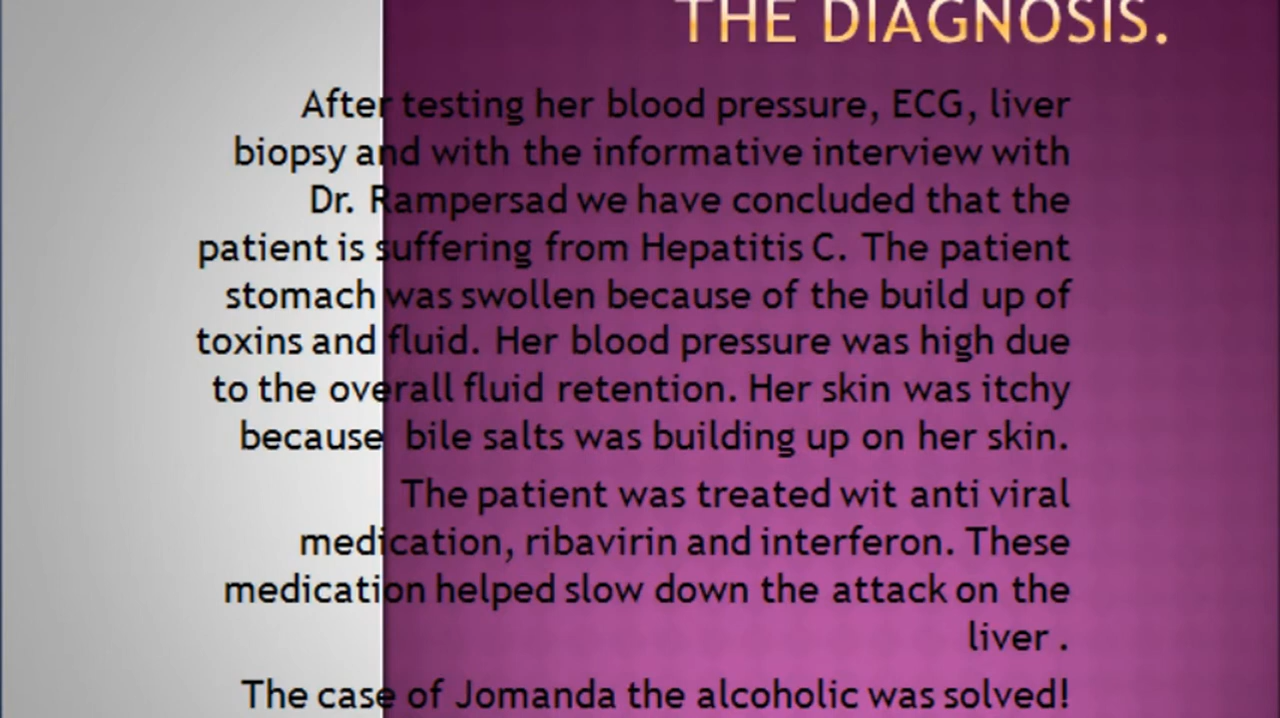 THE DIAGNOSIS.
After testing her blood pressure, ECG, liver
biopsy and with the informative interview with
Dr. Rampersad we have concluded that the
patient is suffering from Hepatitis C. The patient
stomach was swollen because of the build up of
toxins and fluid. Her blood pressure was high due
to the overall fluid retention. Her skin was itchy
because bile salts was building up on her skin.
The patient was treated wit anti viral
medication, ribavirin and interferon. These
medication helped slow down the attack on the
liver .
The case of Jomanda the alcoholic was solved!